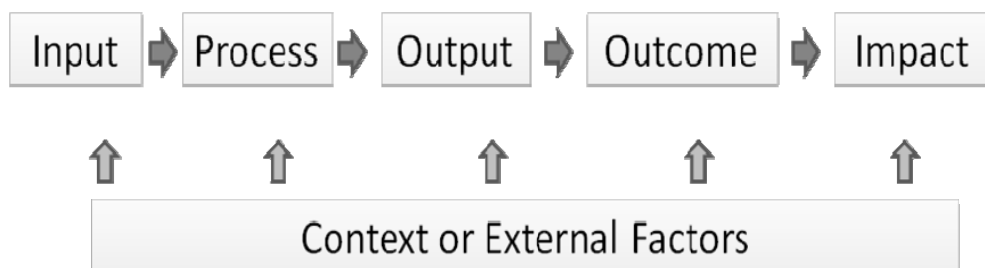 Input Process Output Outcome Impact
Context or External Factors